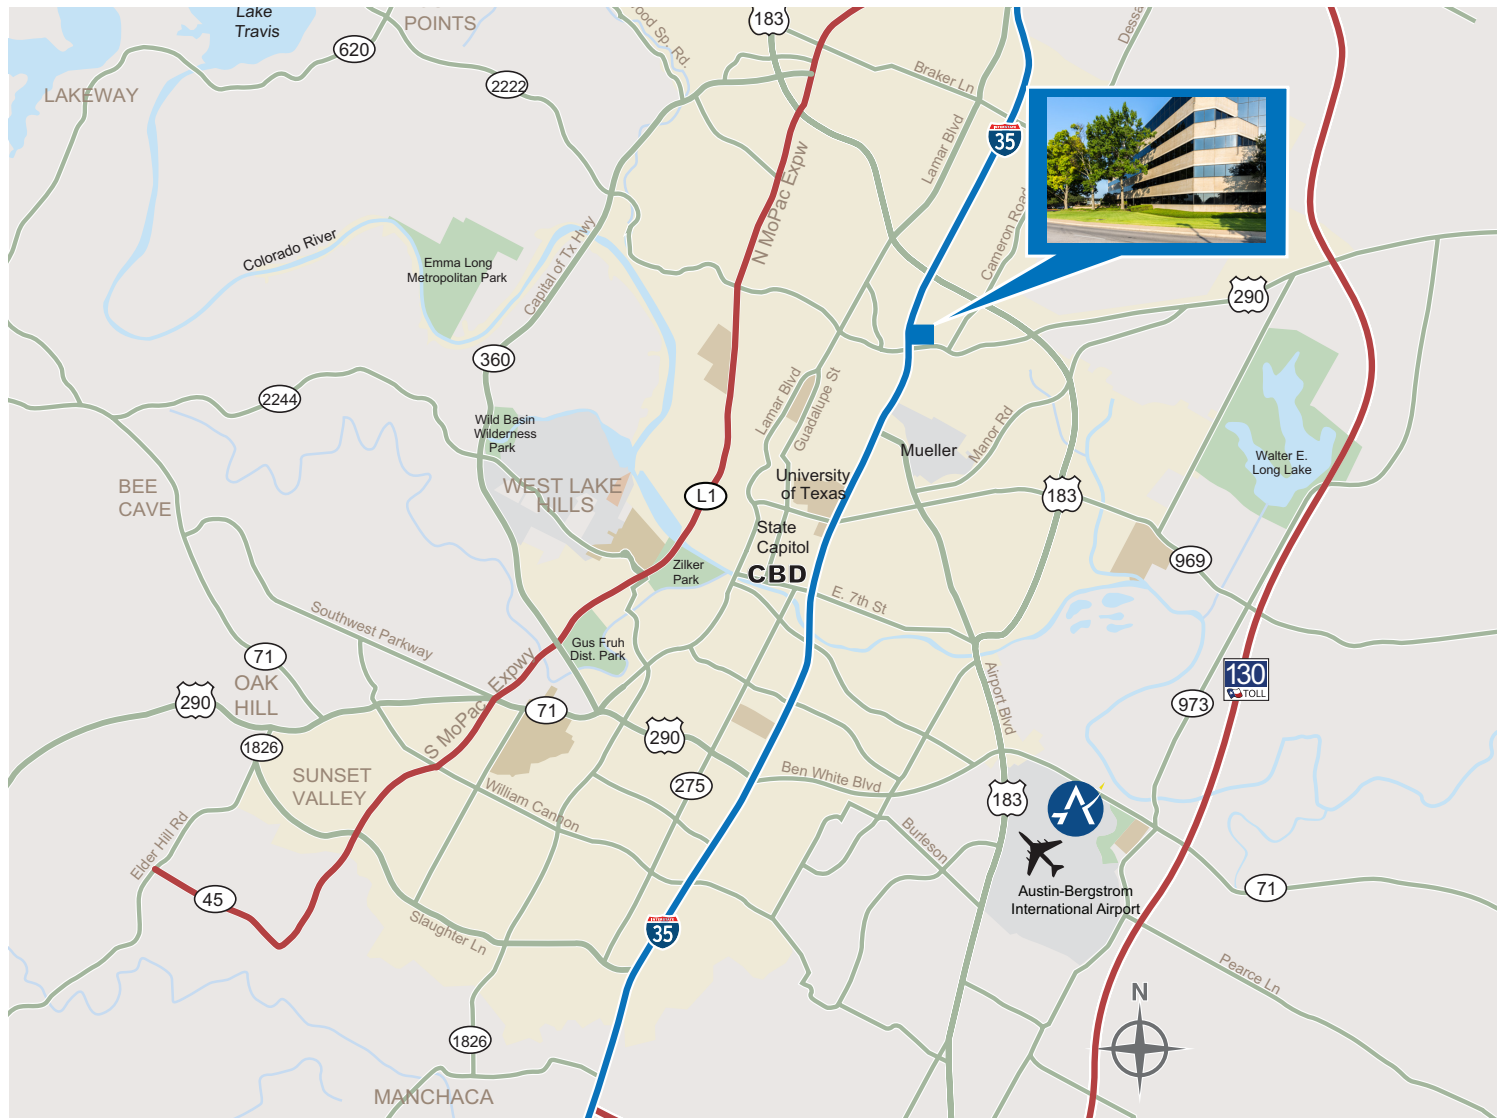 Lake
Travis
POINTS
183
620
2222
LAKEWAY
Braker Ln
Lamar Blvd
INTERSTATE
35
N MoPac Expw
Cameron Road
Colorado River
Emma Long
Metropolitan Park
Capital of Tx Hwy
290
360
2244
Lamar Blvd
Guadalupe St
Wild Basin
Wilderness
Park
Manor Rd
Mueller
Walter E.
Long Lake
University
of Texas
BEE
CAVE
WEST LAKE
HILLS
L1
183
State
Capitol
CBD
969
Zilker
Park
E. 7th St
Southwest Parkway
Gus Fruh
Dist. Park
71
OAK
HILL
290
S MoPac Expwy
71
Airport Blvd
130
TOLL
973
1826
290
SUNSET
VALLEY
275
Ben White Blvd
William Cannon
183
Burleson
Elder Hill Rd
45
Austin-Bergstrom
International Airport
71
Slaughter Ln
35
Pearce Ln
N
1826
MANCHACA